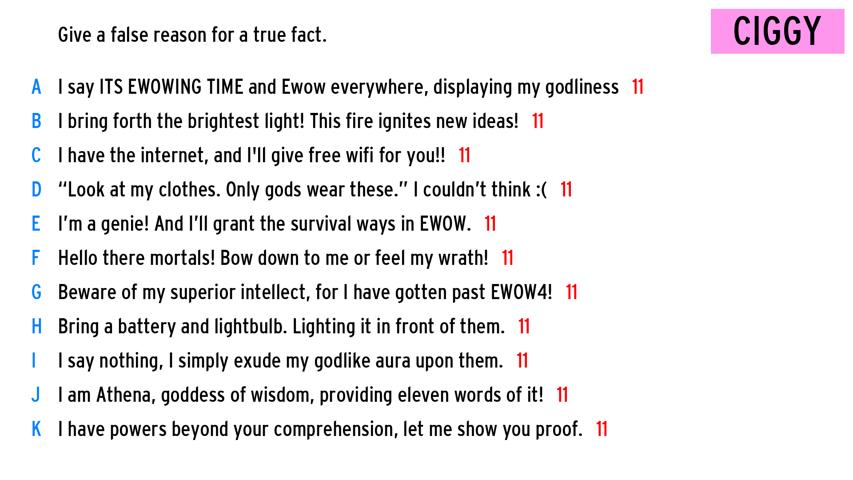 Give a false reason for a true fact.
CIGGY
A I say ITS EWOWING TIME and Ewow everywhere, displaying my godliness 11
B I bring forth the brightest light! This fire ignites new ideas! 11
C I have the internet, and I'll give free wifi for you!! 11
D “Look at my clothes. Only gods wear these.” I couldn’t think :( 11
E I’m a genie! And I’ll grant the survival ways in EWOW. 11
F Hello there mortals! Bow down to me or feel my wrath! 11
G Beware of my superior intellect, for I have gotten past EWOW4! 11
H Bring a battery and lightbulb. Lighting it in front of them. 11
I I say nothing, I simply exude my godlike aura upon them. 11
J I am Athena, goddess of wisdom, providing eleven words of it! 11
K I have powers beyond your comprehension, let me show you proof. 11